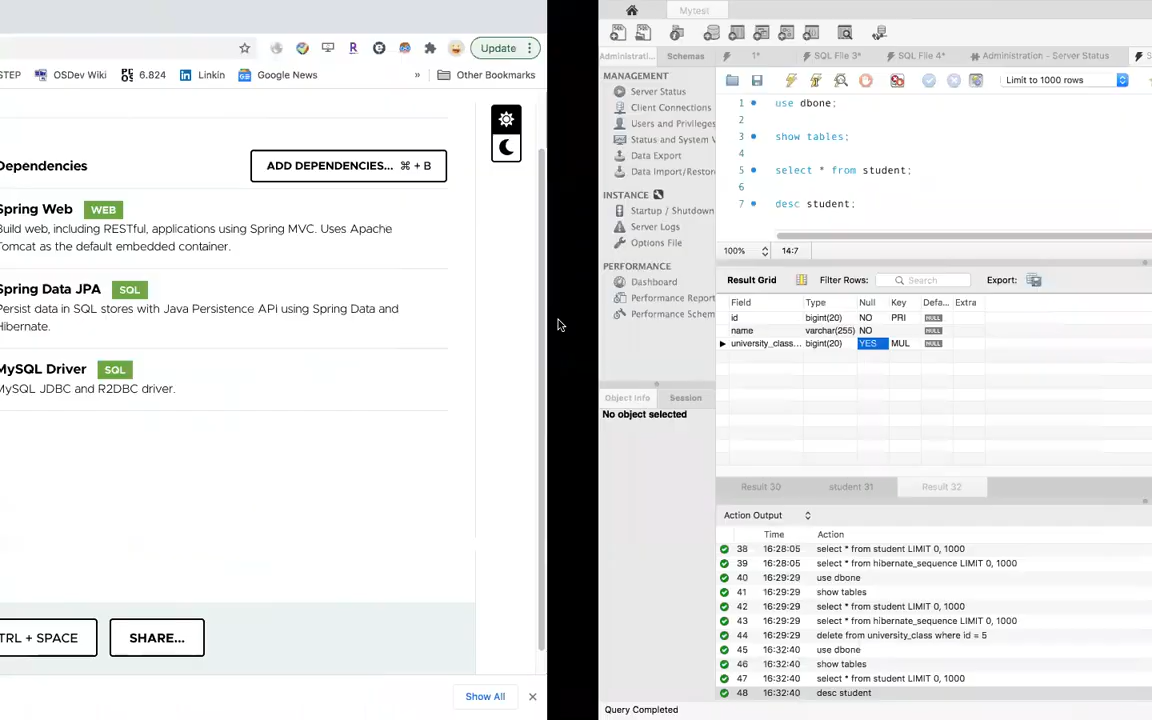 Update
STEP
OSDev Wiki
6.824
Linkin
Google News
»
Other Bookmarks
Dependencies
ADD DEPENDENCIES... ⌘ + B
Spring Web WEB
Build web, including RESTful, applications using Spring MVC. Uses Apache
Tomcat as the default embedded container.
Spring Data JPA SQL
Persist data in SQL stores with Java Persistence API using Spring Data and
Hibernate.
MySQL Driver SQL
MySQL JDBC and R2DBC driver.
TRL + SPACE
SHARE...
Show All
Mytest
Administrati...
Schemas
1*
SQL File 3*
SQL File 4*
Administration - Server Status
MANAGEMENT
Server Status
Client Connections
Users and Privileges
Status and System V
Data Export
Data Import/Restor
INSTANCE
Startup / Shutdown
Server Logs
Options File
PERFORMANCE
Dashboard
Performance Report
Performance Schem
Object Info
Session
No object selected
Limit to 1000 rows
1 use dbone;
2
3 show tables;
4
5 select * from student;
6
7 desc student;
100%
14:7
Result Grid
Filter Rows:
Search
Export:
Field Type Null Key Defa... Extra
id bigint(20) NO PRI NULL
name varchar(255) NO NULL
university_class... bigint(20) YES MUL NULL
Result 30
student 31
Result 32
Action Output
Time Action
38 16:28:05 select * from student LIMIT 0, 1000
39 16:28:05 select * from hibernate_sequence LIMIT 0, 1000
40 16:29:29 use dbone
41 16:29:29 show tables
42 16:29:29 select * from student LIMIT 0, 1000
43 16:29:29 select * from hibernate_sequence LIMIT 0, 1000
44 16:29:29 delete from university_class where id = 5
45 16:32:40 use dbone
46 16:32:40 show tables
47 16:32:40 select * from student LIMIT 0, 1000
48 16:32:40 desc student
Query Completed